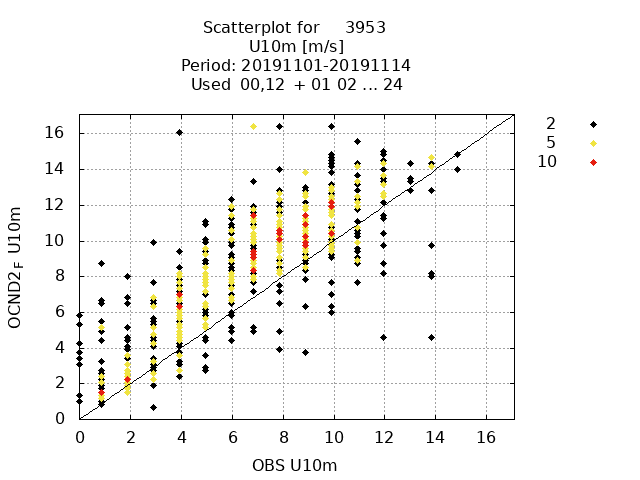 Scatterplot for 3953
U10m [m/s]
Period: 20191101-20191114
Used 00,12 + 01 02 ... 24
2
5
10
16
14
12
10
8
6
4
2
0
OCND2_F U10m
0 2 4 6 8 10 12 14 16
OBS U10m